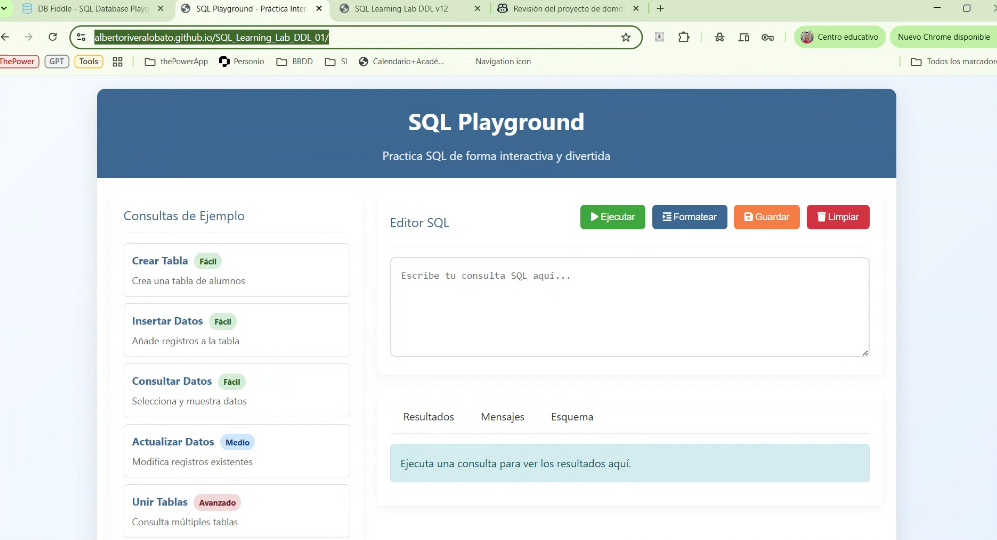 DB Fiddle - SQL Database Playg
SQL Playground - Práctica Inter
SQL Learning Lab DDL v12
Revisión del proyecto de domót
albertoriveralobato.github.io/SQL_Learning_Lab_DDL_01/
Centro educativo
Nuevo Chrome disponible
ThePower
GPT
Tools
thePowerApp
Personio
BBDD
SI
Calendario+Acadé...
Navigation icon
Todos los marcadore
SQL Playground
Practica SQL de forma interactiva y divertida
Consultas de Ejemplo
Crear Tabla Fácil
Crea una tabla de alumnos
Insertar Datos Fácil
Añade registros a la tabla
Consultar Datos Fácil
Selecciona y muestra datos
Actualizar Datos Medio
Modifica registros existentes
Unir Tablas Avanzado
Consulta múltiples tablas
Editor SQL
Ejecutar
Formatear
Guardar
Limpiar
Escribe tu consulta SQL aquí...
Resultados
Mensajes
Esquema
Ejecuta una consulta para ver los resultados aquí.